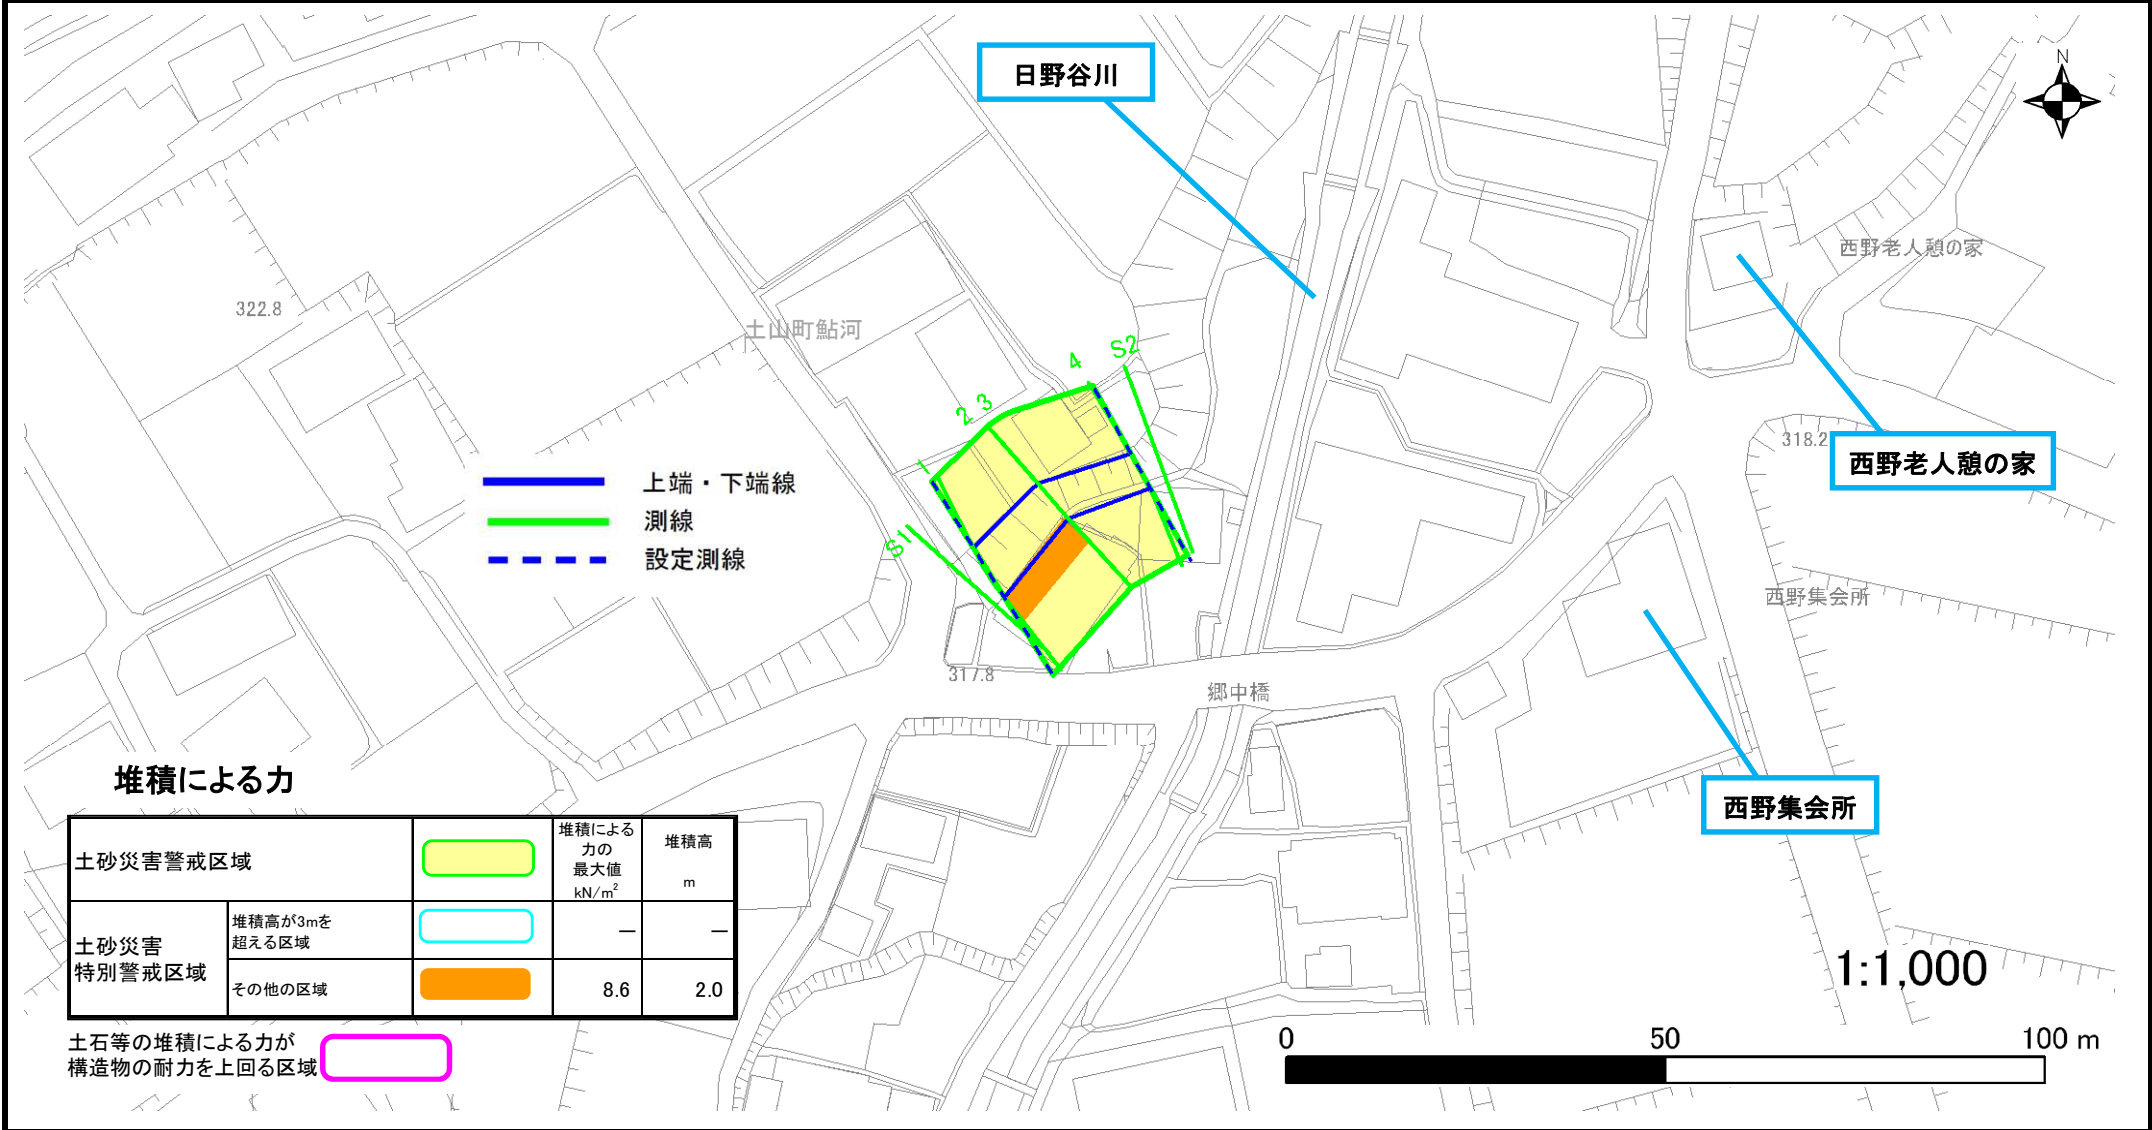 日野谷川
N
西野老人憩の家
322.8
土山町鮎河
4
S2
2
3
1
S1
318.2
西野老人憩の家
上端・下端線
測線
設定測線
西野集会所
317.8
郷中橋
西野集会所
堆積による力
土砂災害警戒区域
堆積による
力の
最大値
kN/m²
堆積高
m
土砂災害
特別警戒区域
堆積高が3mを
超える区域
—
—
その他の区域
8.6
2.0
土石等の堆積による力が
構造物の耐力を上回る区域
1:1,000
0
50
100 m